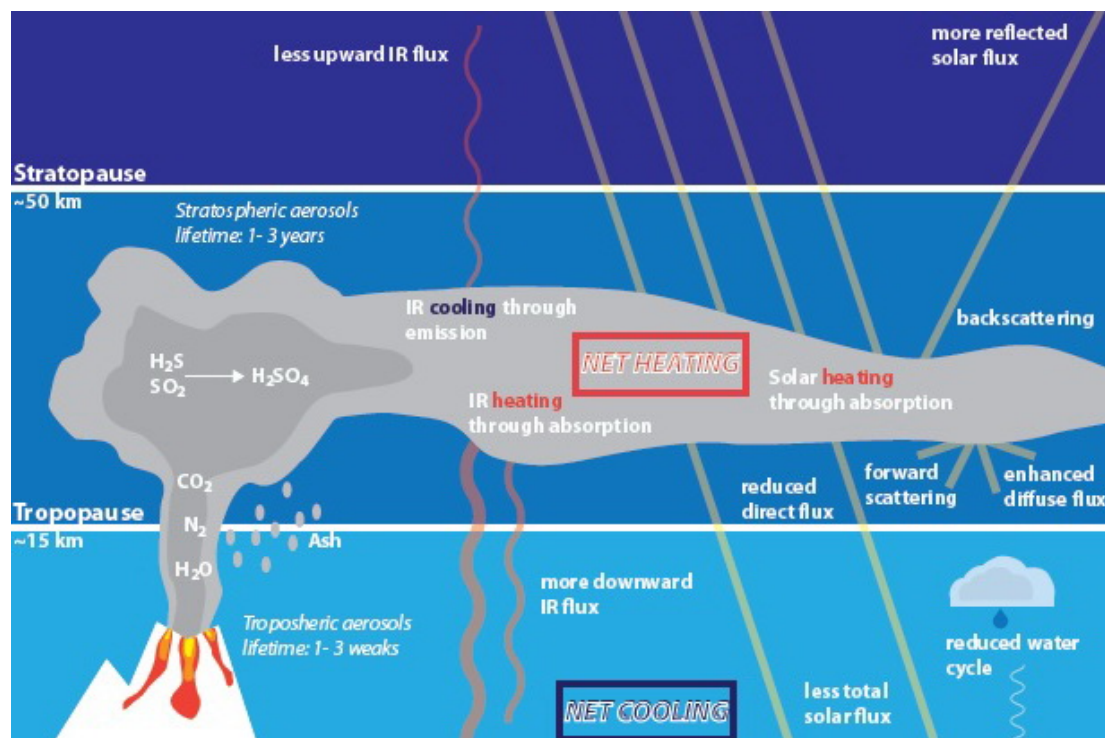 less upward IR flux
more reflected
solar flux
Stratopause
~50 km
Stratospheric aerosols
lifetime: 1- 3 years
IR cooling through
emission
backscattering
H₂S
SO₂
H₂SO₄
NET HEATING
Solar heating
through absorption
IR heating
through absorption
CO₂
forward
scattering
enhanced
diffuse flux
reduced
direct flux
Tropopause
~15 km
N₂
Ash
H₂O
more downward
IR flux
Troposheric aerosols
lifetime: 1- 3 weaks
reduced water
cycle
less total
solar flux
NET COOLING